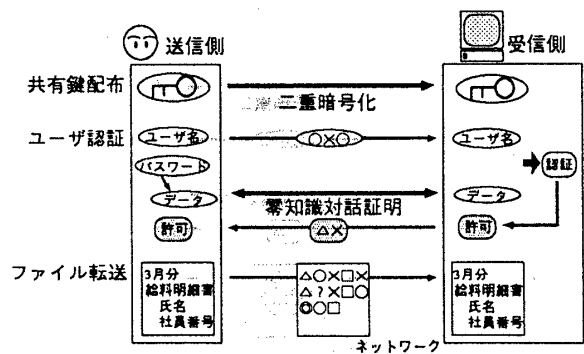 送信側
受信側
共有鍵配布
二重暗号化
ユーザ認証
ユーザ名
○×○
ユーザ名
パスワード
認証
データ
データ
零知識対話証明
許可
△×
許可
ファイル転送
3月分
給料明細書
氏名
社員番号
△○×□×
△?×□○
◎○□
3月分
給料明細書
氏名
社員番号
ネットワーク